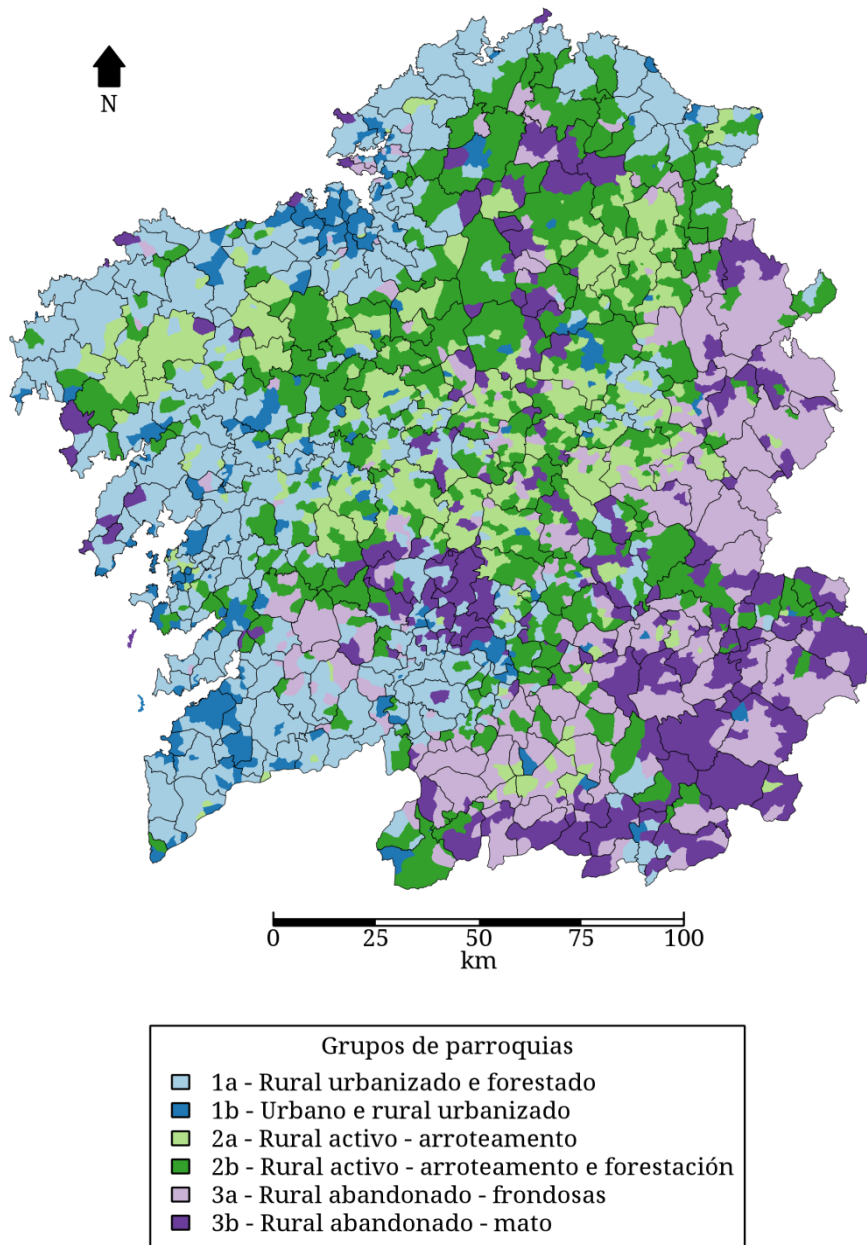 N
0 25 50 75 100
km
Grupos de parroquias
1a - Rural urbanizado e forestado
1b - Urbano e rural urbanizado
2a - Rural activo - arroteamento
2b - Rural activo - arroteamento e forestación
3a - Rural abandonado - frondosas
3b - Rural abandonado - mato